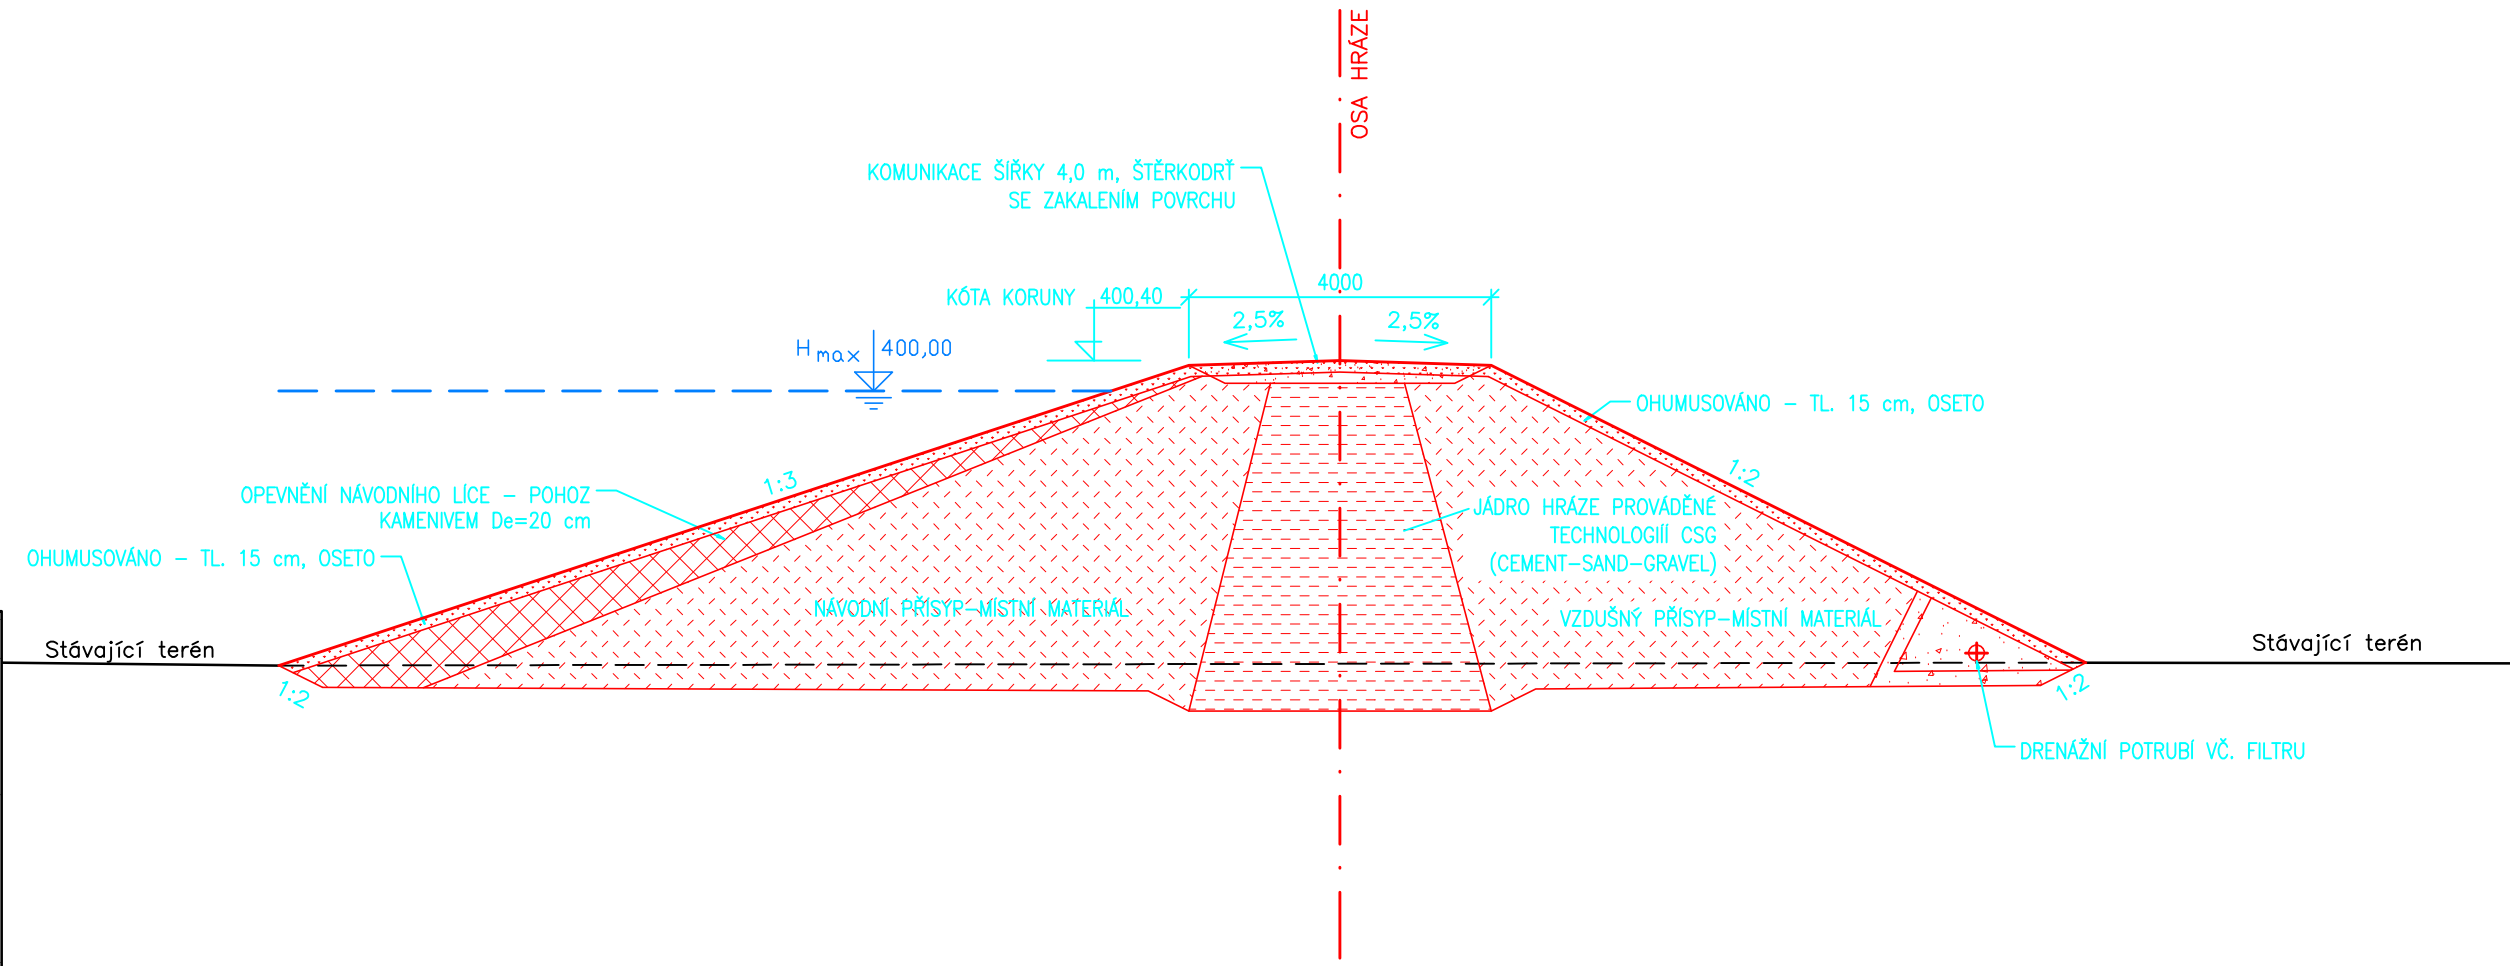 OSA HRÁZE
KOMUNIKACE ŠÍŘKY 4,0 m, ŠTĚRKODRŤ
SE ZAKALENÍM POVRCHU
4000
KÓTA KORUNY 400,40
2,5% 2,5%
H max 400,00
OHUMUSOVÁNO - TL. 15 cm, OSETO
1:3
1:2
OPEVNĚNÍ NÁVODNÍHO LÍCE - POHOZ
KAMENIVEM De=20 cm
JÁDRO HRÁZE PROVÁDĚNÉ
TECHNOLOGIÍÍ CSG
(CEMENT-SAND-GRAVEL)
OHUMUSOVÁNO - TL. 15 cm, OSETO
NÁVODNÍ PŘÍSYP-MÍSTNÍ MATERIÁL
VZDUŠNÝ PŘÍSYP-MÍSTNÍ MATERIÁL
Stávající terén
Stávající terén
1:2
1:2
DRENÁŽNÍ POTRUBÍ VČ. FILTRU